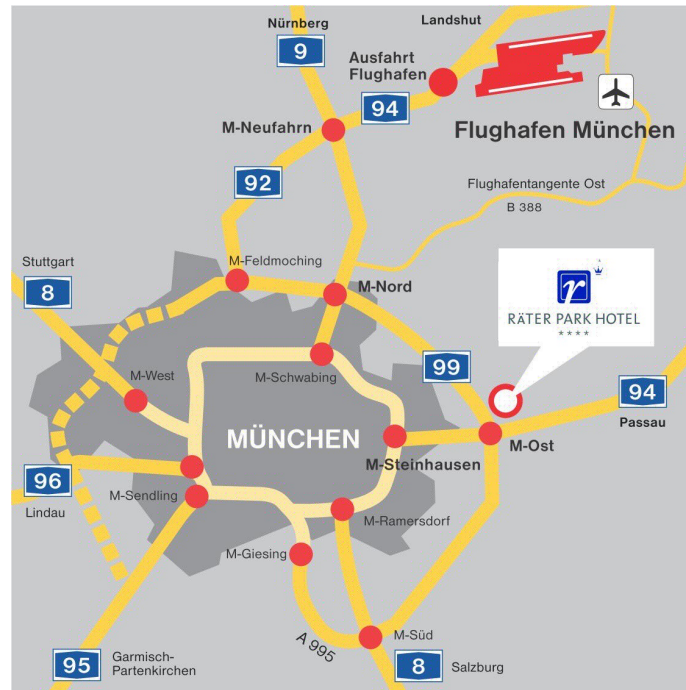 Nürnberg
9
Landshut
Ausfahrt
Flughafen
94
M-Neufahrn
Flughafen München
92
Flughafentangente Ost
B 388
Stuttgart
8
M-Feldmoching
M-Nord
r
RÄTER PARK HOTEL
****
M-West
M-Schwabing
99
94
Passau
MÜNCHEN
M-Ost
M-Steinhausen
96
Lindau
M-Sendling
M-Ramersdorf
M-Giesing
A 995
M-Süd
95
Garmisch-
Partenkirchen
8
Salzburg